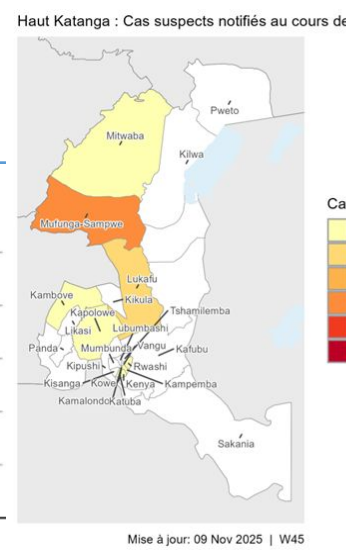 Haut Katanga : Cas suspects notifiés au cours de
Pweto
Mitwaba
Kilwa
Ca
Mufunga-Sampwe
Lukafu
Kambove
Kikula
Kapolowe
Tshamilemba
Likasi
Lubumbashi
Panda
Mumbunda
Vangu
Kafubu
Kipushi
Rwashi
Kisanga
Kowe
Kenya
Kampemba
Kamalondo
Katuba
Sakania
Mise à jour: 09 Nov 2025 | W45